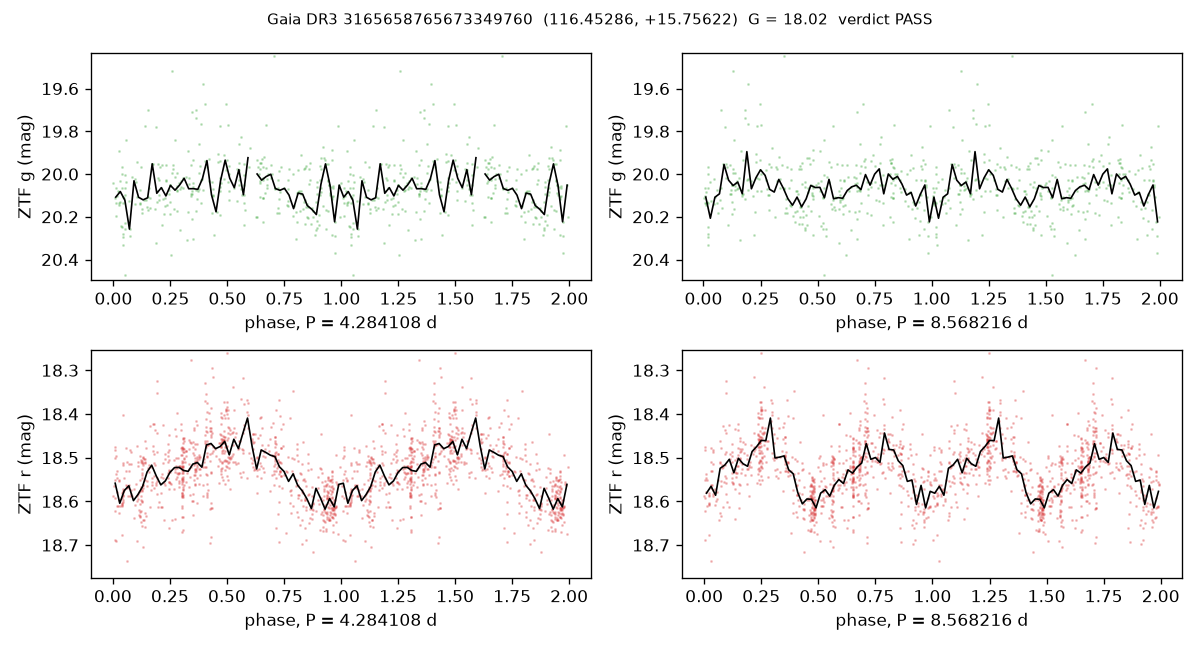 Gaia DR3 3165658765673349760 (116.45286, +15.75622) G = 18.02 verdict PASS
ZTF g (mag)
19.6
19.8
20.0
20.2
20.4
0.00 0.25 0.50 0.75 1.00 1.25 1.50 1.75 2.00
phase, P = 4.284108 d
ZTF g (mag)
19.6
19.8
20.0
20.2
20.4
0.00 0.25 0.50 0.75 1.00 1.25 1.50 1.75 2.00
phase, P = 8.568216 d
ZTF r (mag)
18.3
18.4
18.5
18.6
18.7
0.00 0.25 0.50 0.75 1.00 1.25 1.50 1.75 2.00
phase, P = 4.284108 d
ZTF r (mag)
18.3
18.4
18.5
18.6
18.7
0.00 0.25 0.50 0.75 1.00 1.25 1.50 1.75 2.00
phase, P = 8.568216 d